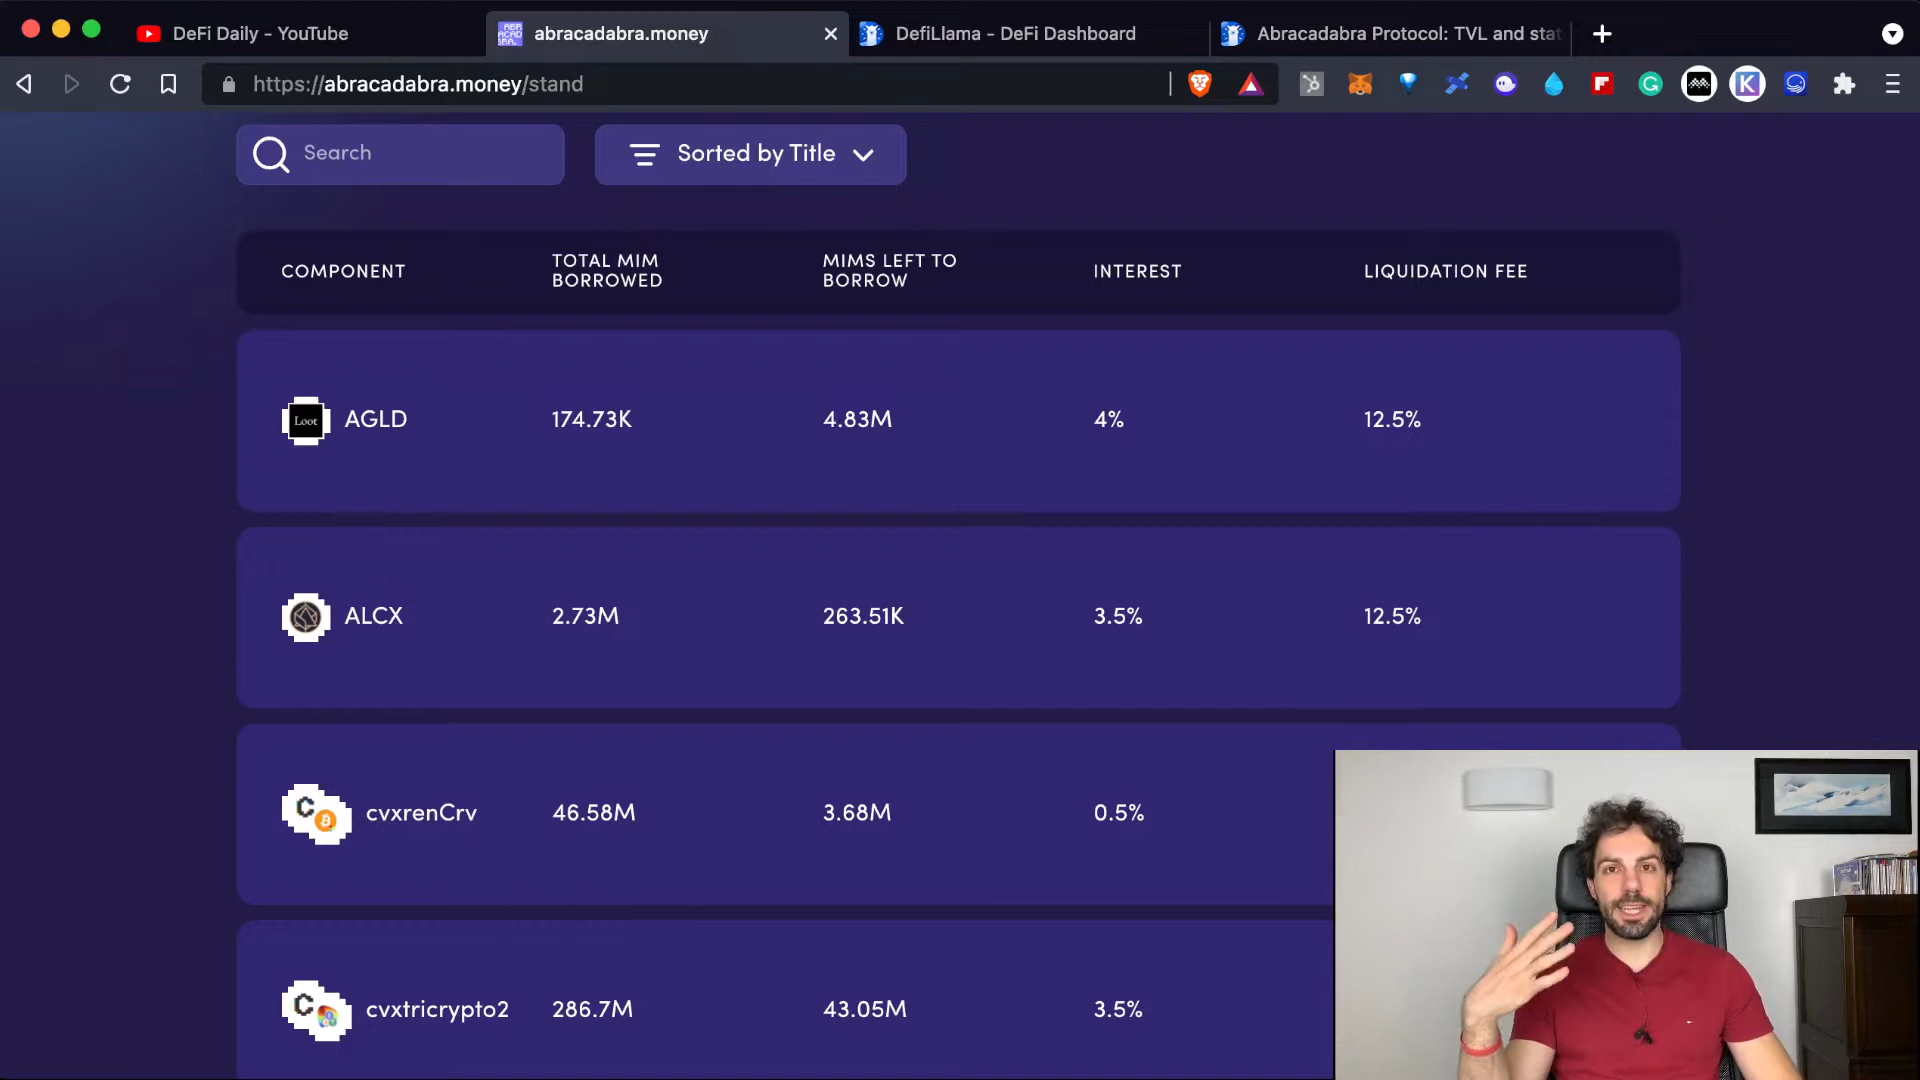 DeFi Daily - YouTube
abracadabra.money
DefiLlama - DeFi Dashboard
Abracadabra Protocol: TVL and stat
https://abracadabra.money/stand
Search
Sorted by Title
COMPONENT
TOTAL MIM
BORROWED
MIMS LEFT TO
BORROW
INTEREST
LIQUIDATION FEE
Loot
AGLD
174.73K
4.83M
4%
12.5%
ALCX
2.73M
263.51K
3.5%
12.5%
cvxrenCrv
46.58M
3.68M
0.5%
cvxtricrypto2
286.7M
43.05M
3.5%